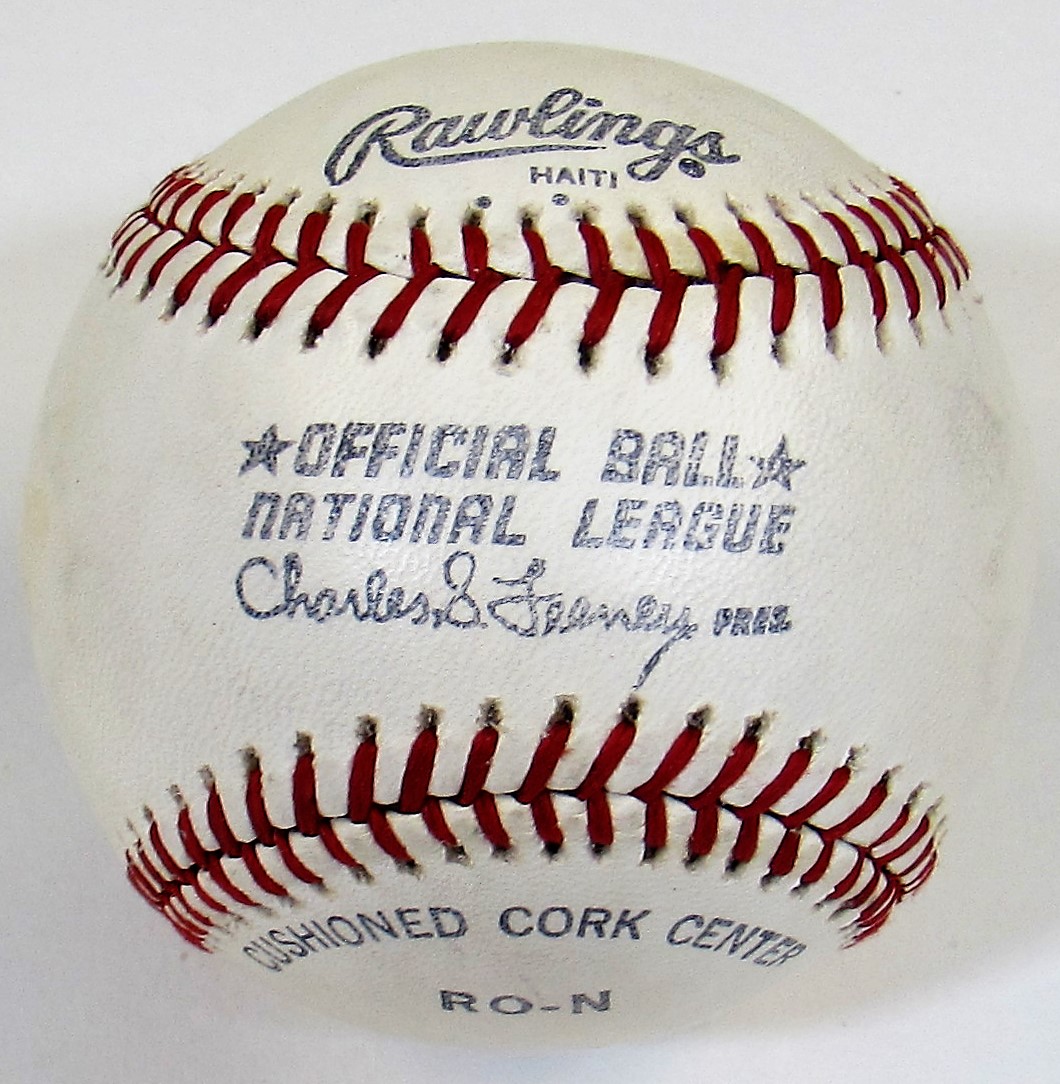 Rawlings
HAITI
★OFFICIAL BALL★
NATIONAL LEAGUE
Charles S. Feeney PRES.
CUSHIONED CORK CENTER
RO-N